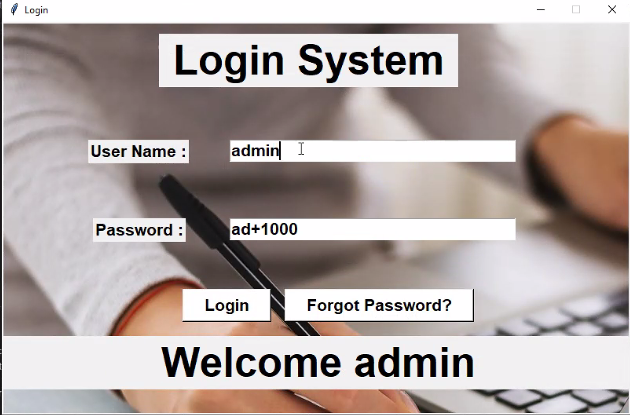 Login
Login System
User Name : admin
Password : ad+1000
Login Forgot Password?
Welcome admin